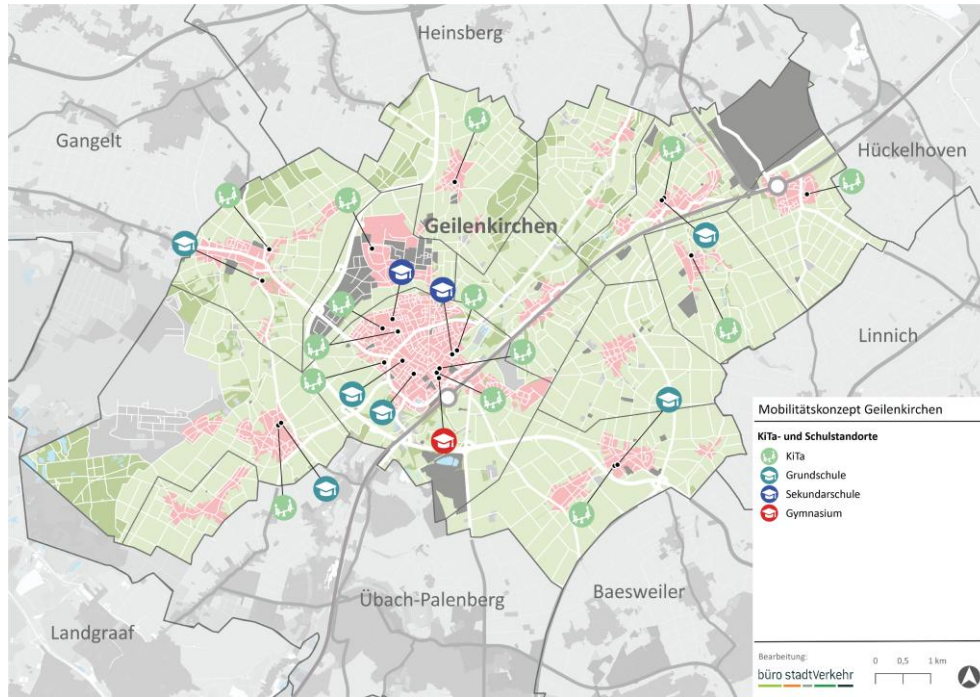 Heinsberg
Gangelt
Hückelhoven
Geilenkirchen
Linnich
Übach-Palenberg
Baesweiler
Landgraaf
Mobilitätskonzept Geilenkirchen
KiTa- und Schulstandorte
KiTa
Grundschule
Sekundarschule
Gymnasium
Bearbeitung:
büro stadtVerkehr
0 0,5 1 km